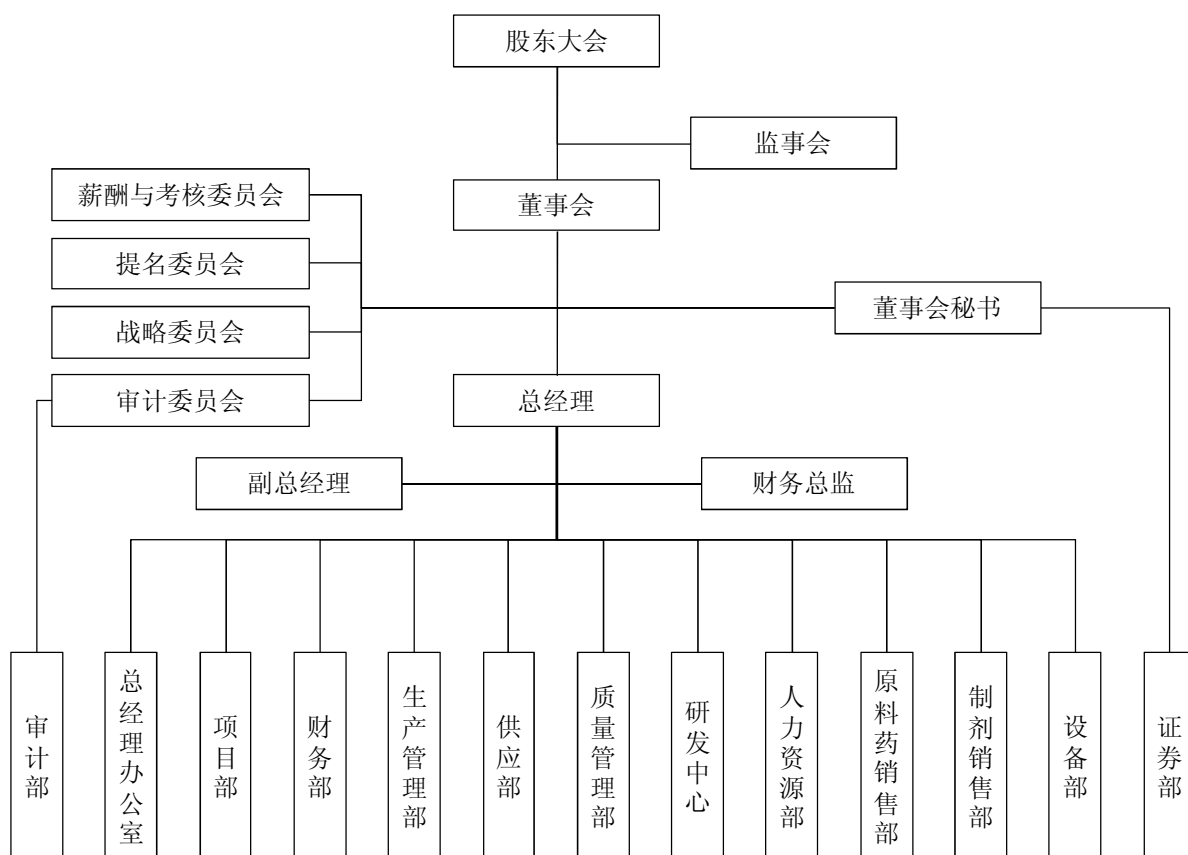 股东大会
监事会
薪酬与考核委员会
董事会
提名委员会
董事会秘书
战略委员会
总经理
审计委员会
副总经理
财务总监
审计部
总经理办公室
项目部
财务部
生产管理部
供应部
质量管理部
研发中心
人力资源部
原料药销售部
制剂销售部
设备部
证券部